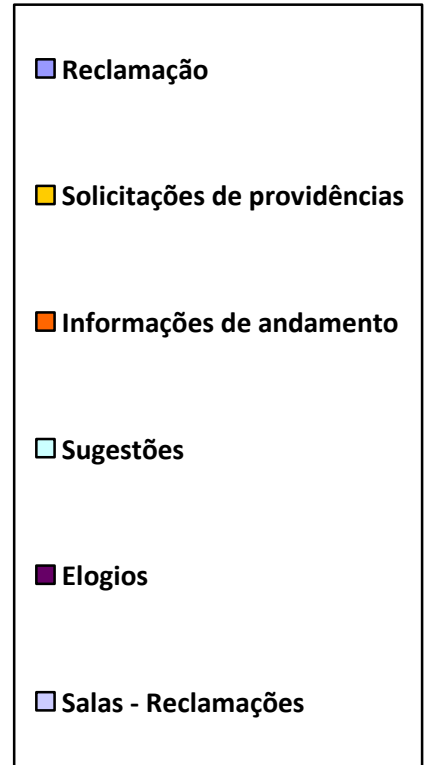 Reclamação
Solicitações de providências
Informações de andamento
Sugestões
Elogios
Salas - Reclamações